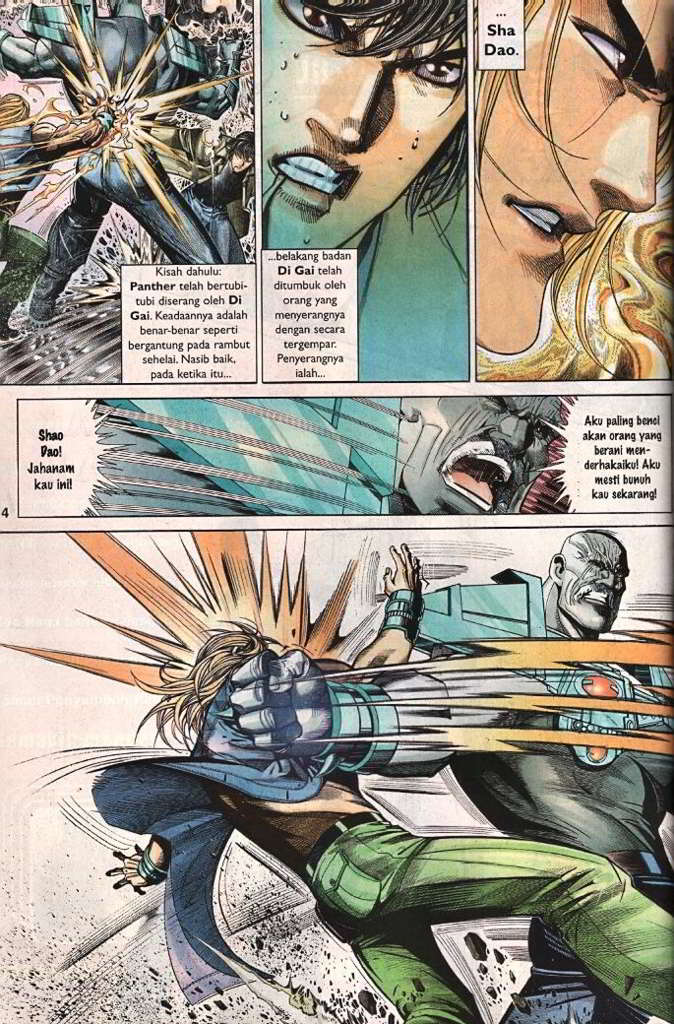 Kisah dahulu:
Panther telah bertubi-
tubi diserang oleh Di
Gai. Keadaannya adalah
benar-benar seperti
bergantung pada rambut
sehelai. Nasib baik,
pada ketika itu...
...belakang badan
Di Gai telah
ditumbuk oleh
orang yang
menyerangnya
dengan secara
tergempar.
Penyerangnya
ialah...
...
Sha
Dao.
Shao
Dao!
Jahanam
kau ini!
Aku paling benci
akan orang yang
berani men-
derhakaiku! Aku
mesti bunuh
kau sekarang!
4